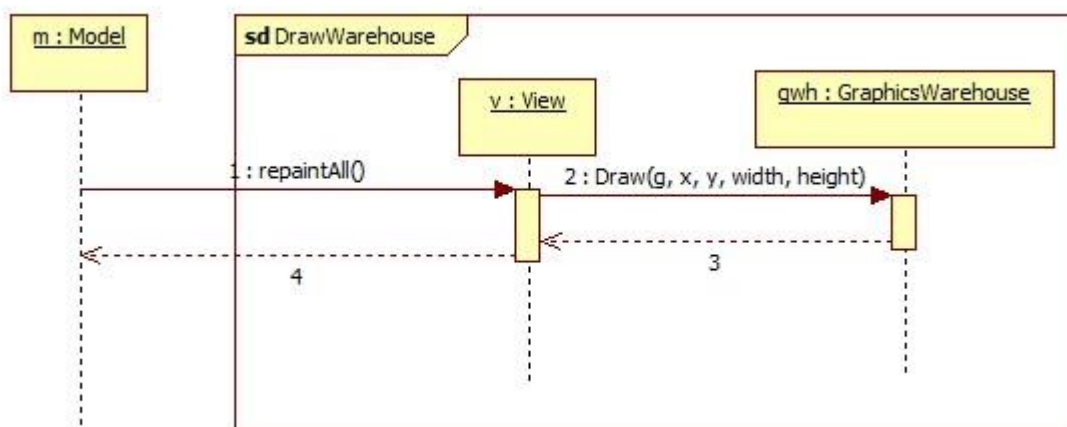 m : Model
sd DrawWarehouse
v : View
gwh : GraphicsWarehouse
1 : repaintAll()
2 : Draw(g, x, y, width, height)
3
4